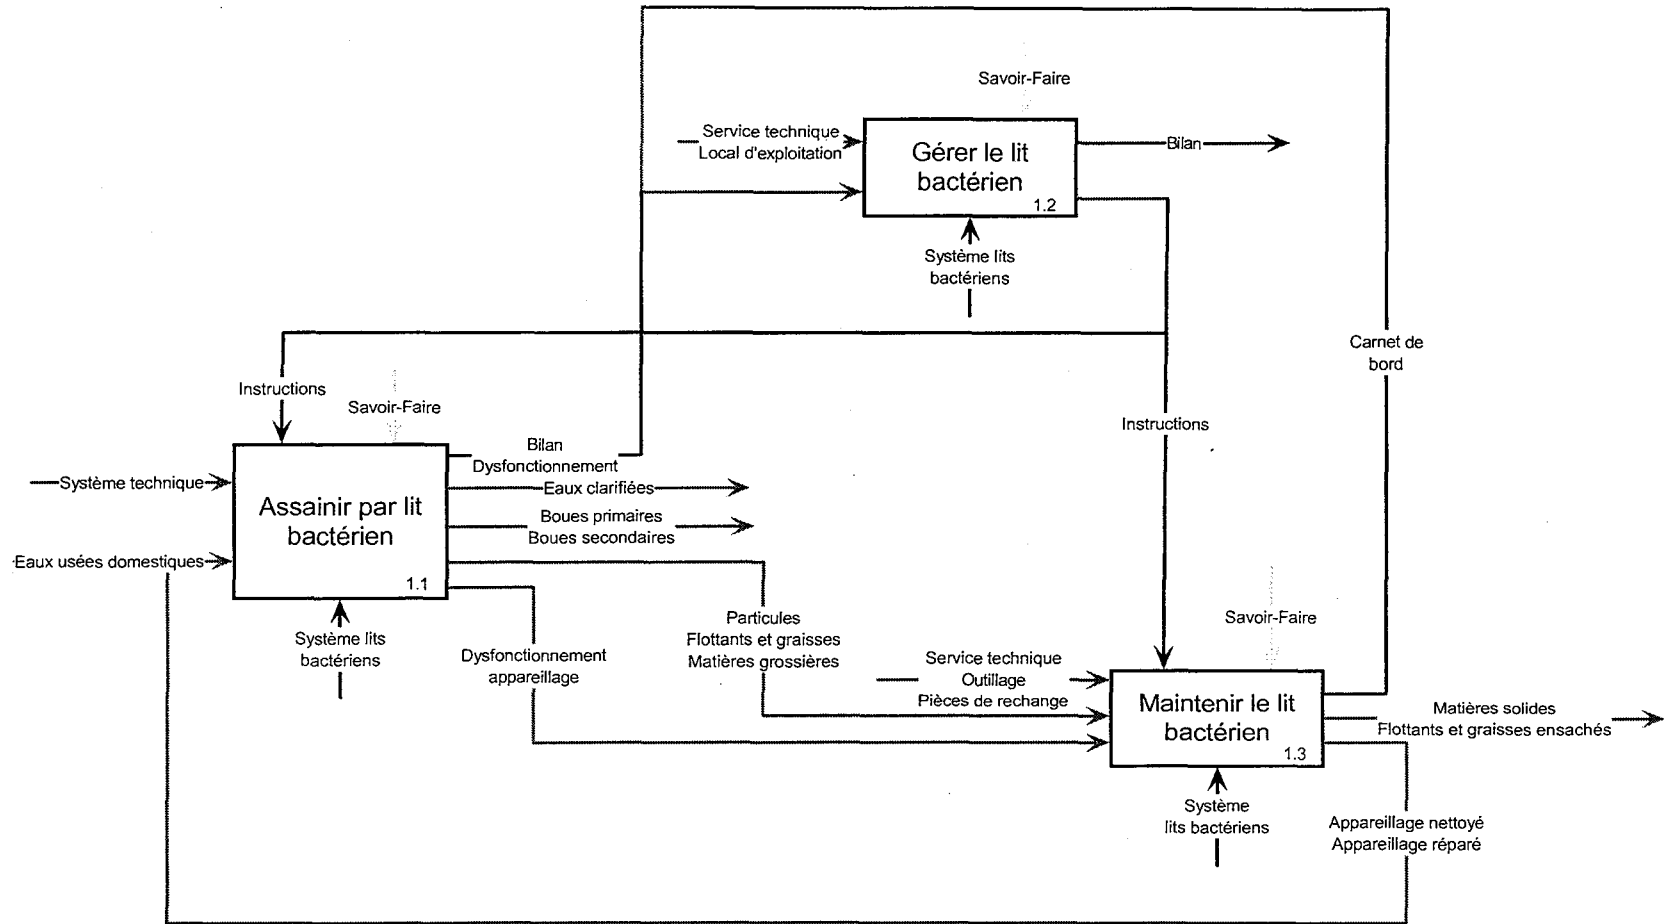 Savoir-Faire
Service technique
Local d'exploitation
Gérer le lit
bactérien
1.2
Bilan
Système lits
bactériens
Carnet de
bord
Instructions
Savoir-Faire
Instructions
Bilan
Dysfonctionnement
Système technique
Eaux clarifiées
Assainir par lit
bactérien
Boues primaires
Boues secondaires
Eaux usées domestiques
1.1
Système lits
bactériens
Particules
Flottants et graisses
Matières grossières
Dysfonctionnement
appareillage
Savoir-Faire
Service technique
Outillage
Pièces de rechange
Maintenir le lit
bactérien
1.3
Matières solides
Flottants et graisses ensachés
Système
lits bactériens
Appareillage nettoyé
Appareillage réparé